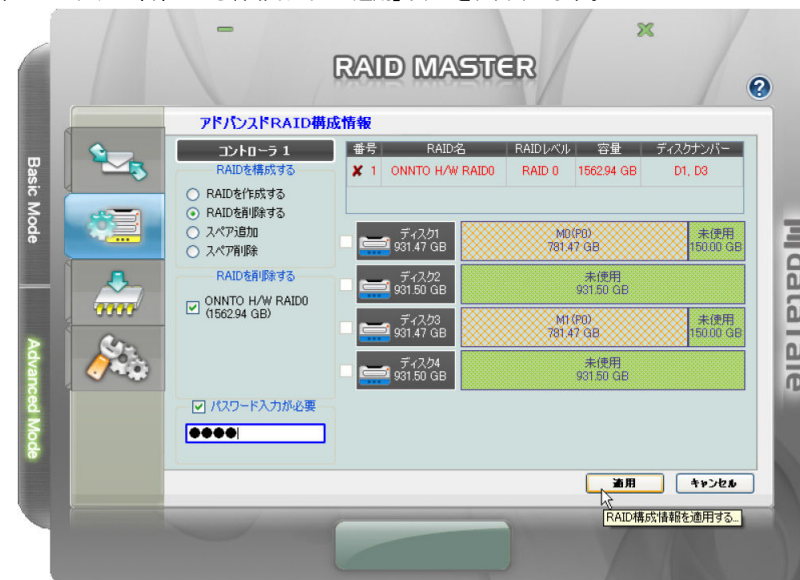 RAID MASTER
?
アドバンスドRAID構成情報
Basic Mode
Advanced Mode
コントローラ 1
RAIDを構成する
RAIDを作成する
RAIDを削除する
スペア追加
スペア削除
RAIDを削除する
ONNTO H/W RAID0
(1562.94 GB)
パスワード入力が必要
番号 RAID名 RAIDレベル 容量 ディスクナンバー
1 ONNTO H/W RAID0 RAID 0 1562.94 GB D1, D3
ディスク1
931.47 GB
M0(P0)
781.47 GB
未使用
150.00 GB
ディスク2
931.50 GB
未使用
931.50 GB
ディスク3
931.47 GB
M1(P0)
781.47 GB
未使用
150.00 GB
ディスク4
931.50 GB
未使用
931.50 GB
適用 キャンセル
RAID構成情報を適用する...
dataTale